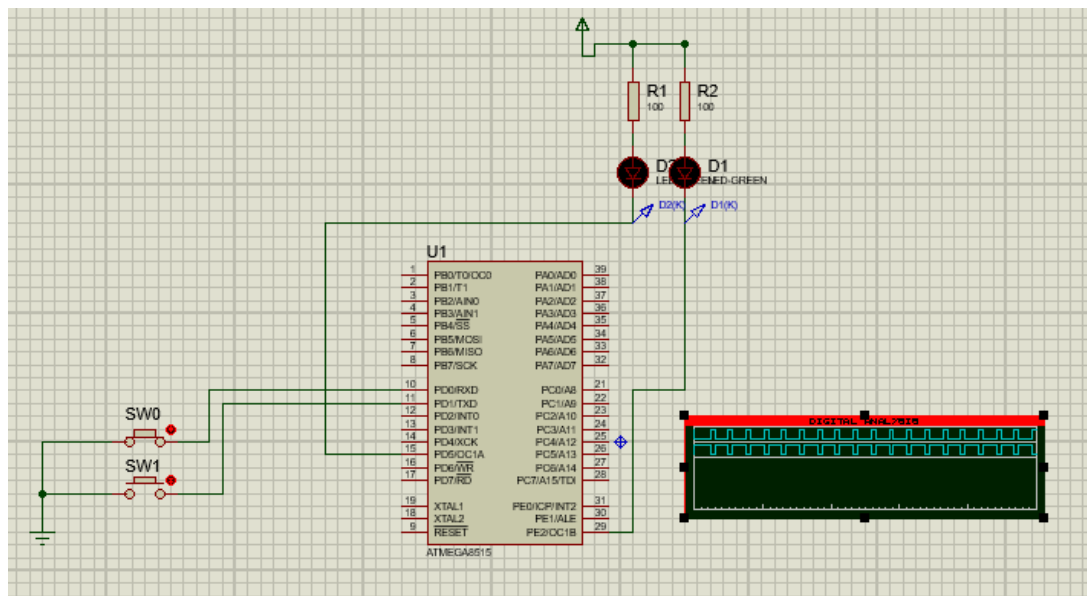 R1
100
R2
100
D1
LED-GREEN
D2(K)
D1(K)
U1
1 PB0/T0/OC0
2 PB1/T1
3 PB2/AIN0
4 PB3/AIN1
5 PB4/SS
6 PB5/MOSI
7 PB6/MISO
8 PB7/SCK
10 PD0/RXD
11 PD1/TXD
12 PD2/INT0
13 PD3/INT1
14 PD4/XCK
15 PD5/OC1A
16 PD6/WR
17 PD7/RD
19 XTAL1
18 XTAL2
9 RESET
PA0/AD0 39
PA1/AD1 38
PA2/AD2 37
PA3/AD3 36
PA4/AD4 35
PA5/AD5 34
PA6/AD6 33
PA7/AD7 32
PC0/A8 21
PC1/A9 22
PC2/A10 23
PC3/A11 24
PC4/A12 25
PC5/A13 26
PC6/A14 27
PC7/A15/TDI 28
PE0/ICP/INT2 31
PE1/ALE 30
PE2/OC1B 29
ATMEGA8515
SW0
SW1
DIGITAL ANALYSIS